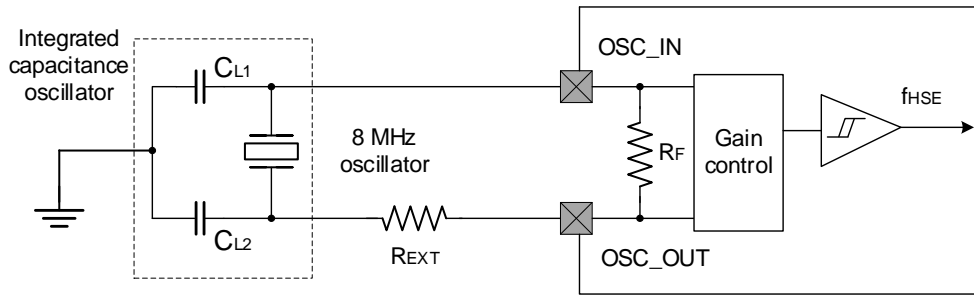 Integrated
capacitance
oscillator
CL1
CL2
8 MHz
oscillator
REXT
OSC_IN
RF
OSC_OUT
Gain
control
fHSE